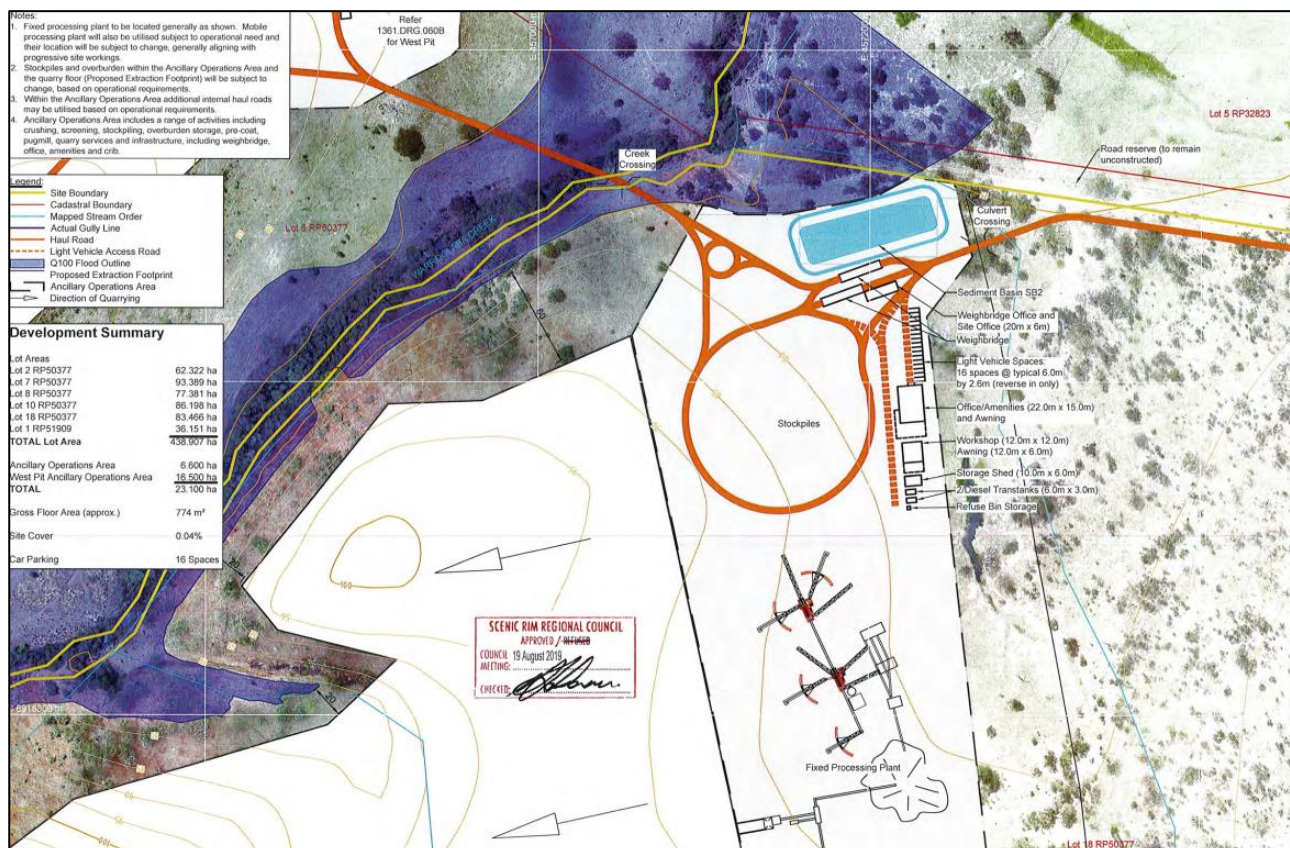 Notes:
1. Fixed processing plant to be located generally as shown. Mobile
processing plant will also be utilised subject to operational need and
their location will be subject to change, generally aligning with
progressive site workings.
2. Stockpiles and overburden within the Ancillary Operations Area and
the quarry floor (Proposed Extraction Footprint) will be subject to
change, based on operational requirements.
3. Within the Ancillary Operations Area additional internal haul roads
may be utilised based on operational requirements.
4. Ancillary Operations Area includes a range of activities including
crushing, screening, stockpiling, overburden storage, pre-coat,
pugmill, quarry services and infrastructure, including weighbridge,
office, amenities and crib.
Legend:
Site Boundary
Cadastral Boundary
Mapped Stream Order
Actual Gully Line
Haul Road
Light Vehicle Access Road
Q100 Flood Outline
Proposed Extraction Footprint
Ancillary Operations Area
Direction of Quarrying
Development Summary
Lot Areas
Lot 2 RP50377 62.322 ha
Lot 7 RP50377 93.389 ha
Lot 8 RP50377 77.381 ha
Lot 10 RP50377 86.198 ha
Lot 18 RP50377 83.466 ha
Lot 1 RP51909 36.151 ha
TOTAL Lot Area 438.907 ha
Ancillary Operations Area 6.600 ha
West Pit Ancillary Operations Area 16.500 ha
TOTAL 23.100 ha
Gross Floor Area (approx.) 774 m²
Site Cover 0.04%
Car Parking 16 Spaces
Refer
1361.DRG.060B
for West Pit
E 457000
E 457200
Lot 5 RP32823
Road reserve (to remain
unconstructed)
Creek
Crossing
Culvert
Crossing
WARRILL CREEK
60
Sediment Basin SB2
Weighbridge Office and
Site Office (20m x 6m)
Weighbridge
Light Vehicle Spaces:
16 spaces @ typical 6.0m
by 2.6m (reverse in only)
Office/Amenities (22.0m x 15.0m)
and Awning
Stockpiles
Workshop (12.0m x 12.0m)
Awning (12.0m x 6.0m)
Storage Shed (10.0m x 6.0m)
2/Diesel Transtanks (6.0m x 3.0m)
Refuse Bin Storage
100
95
20
SCENIC RIM REGIONAL COUNCIL
APPROVED / REFUSED
COUNCIL 19 August 2019
MEETING:
CHECKED:
Fixed Processing Plant
100
Lot 18 RP50377